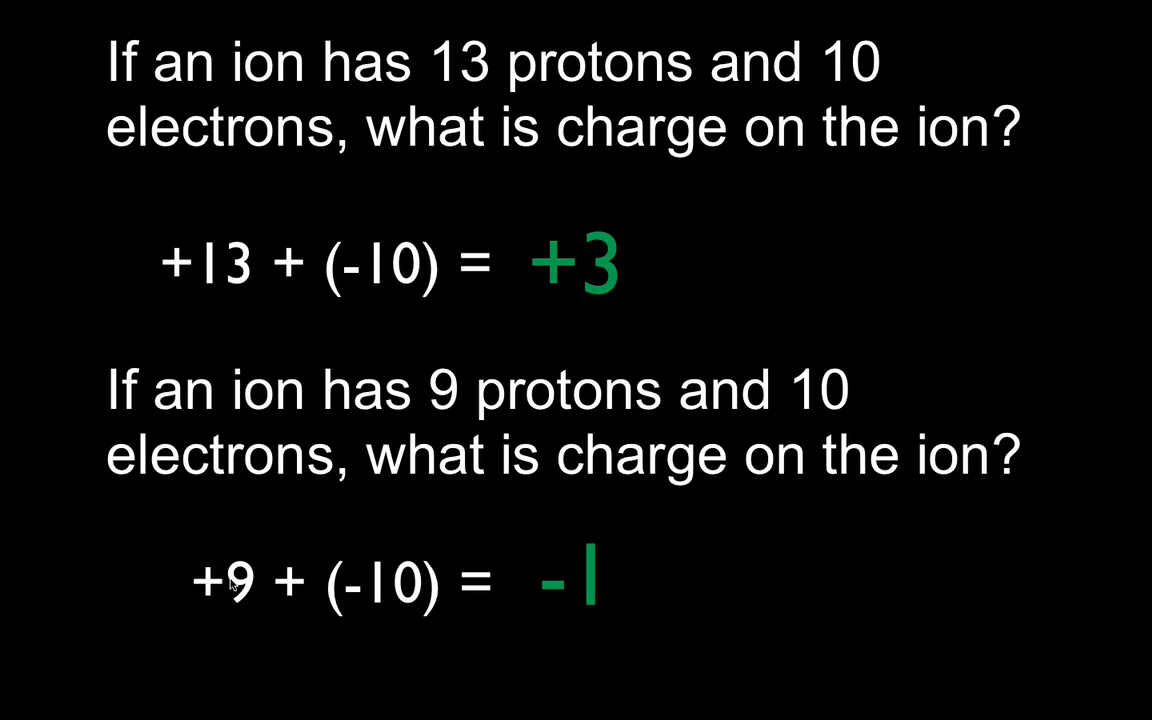 If an ion has 13 protons and 10
electrons, what is charge on the ion?
+13 + (-10) = +3
If an ion has 9 protons and 10
electrons, what is charge on the ion?
+9 + (-10) = -1